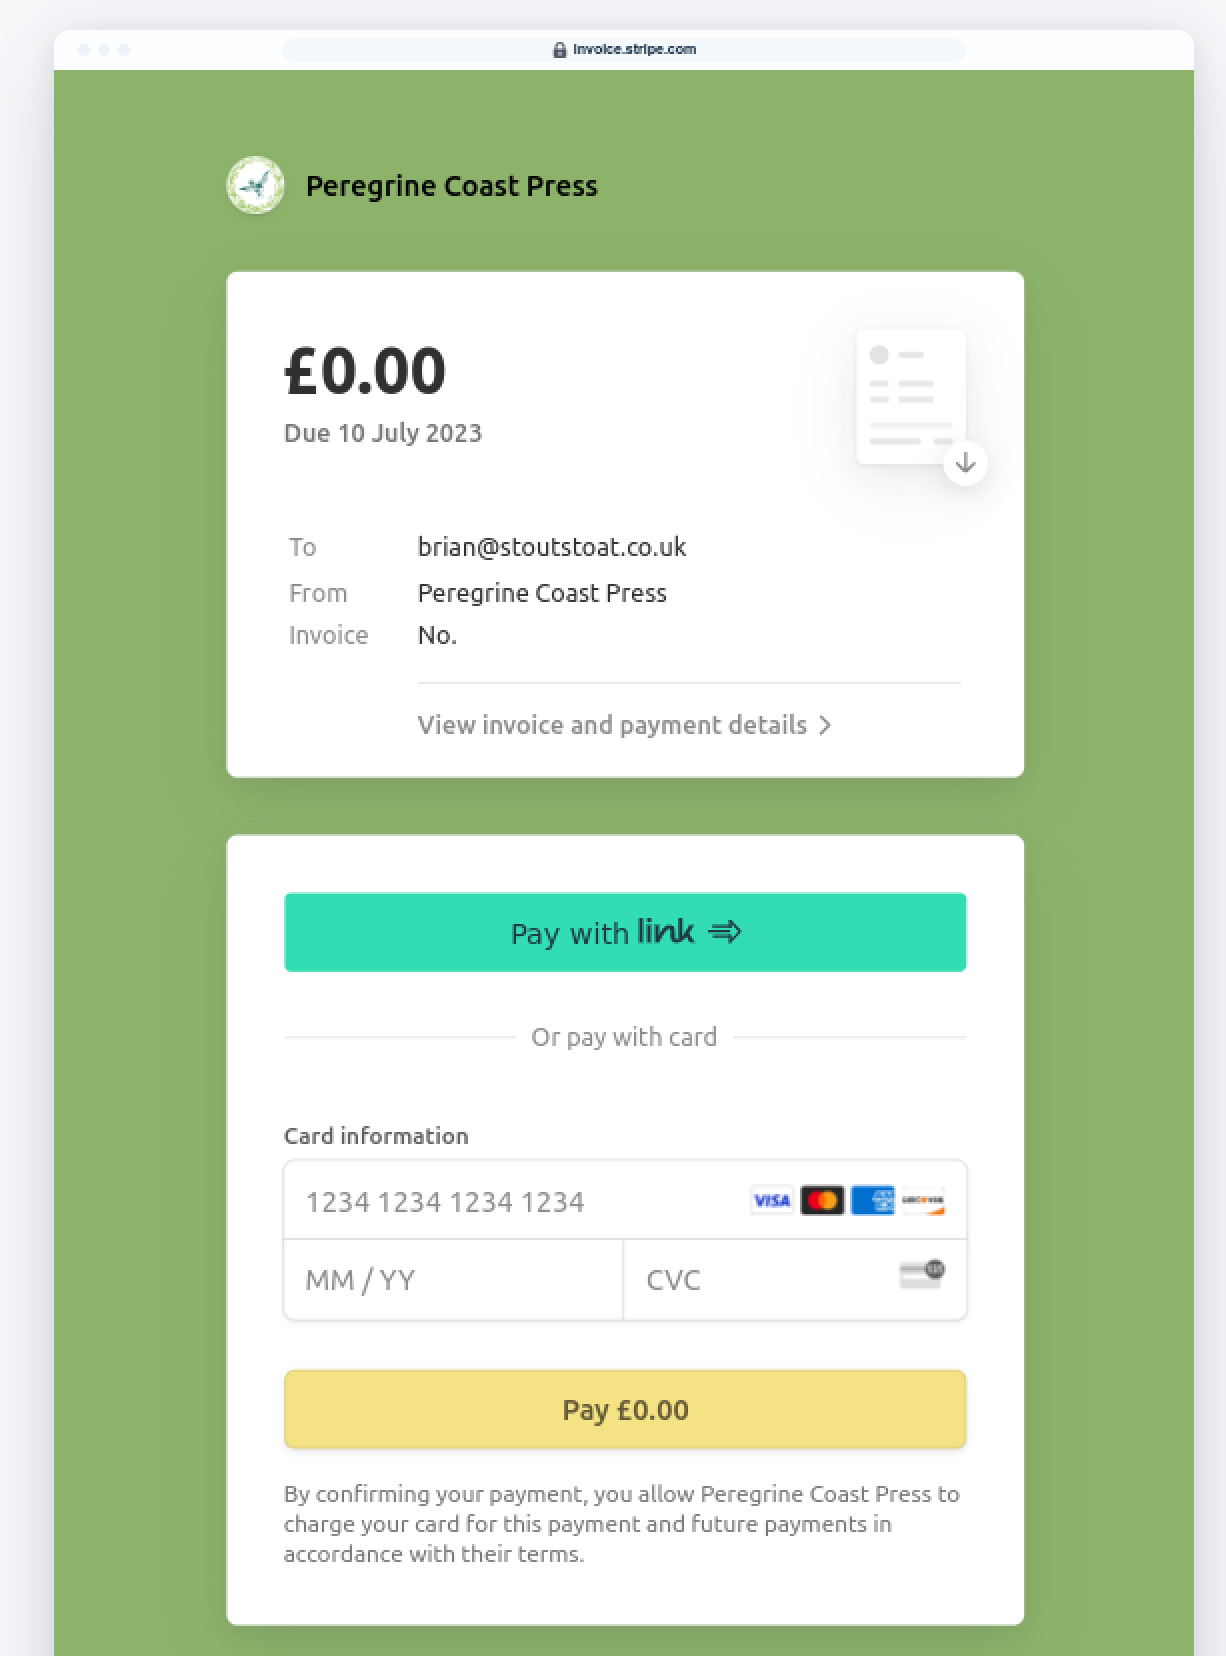 invoice.stripe.com
Peregrine Coast Press
£0.00
Due 10 July 2023
To brian@stoutstoat.co.uk
From Peregrine Coast Press
Invoice No.
View invoice and payment details
Pay with link
Or pay with card
Card information
1234 1234 1234 1234 VISA
MM / YY CVC
Pay £0.00
By confirming your payment, you allow Peregrine Coast Press to
charge your card for this payment and future payments in
accordance with their terms.